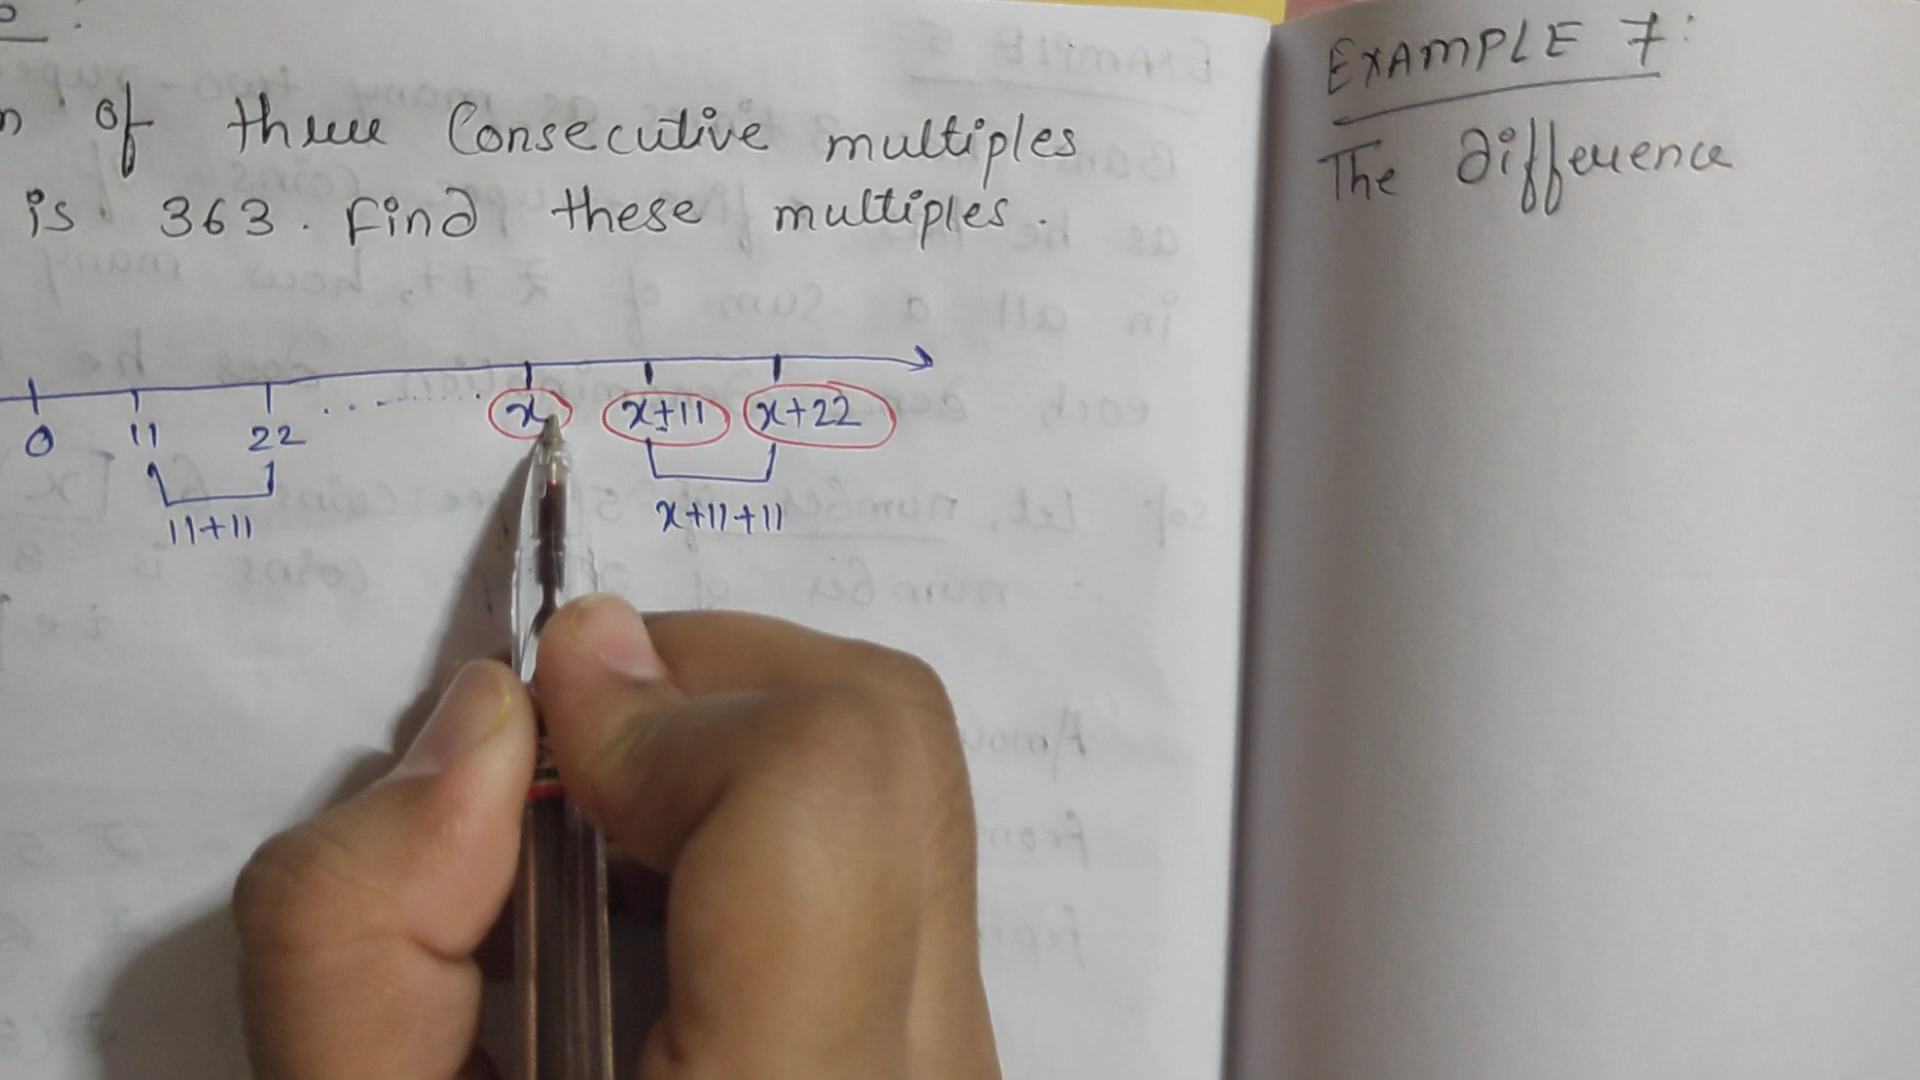 of three Consecutive multiples
is 363. Find these multiples.
0 11 22 ........ x x+11 x+22
11+11 x+11+11
EXAMPLE 7:
The difference